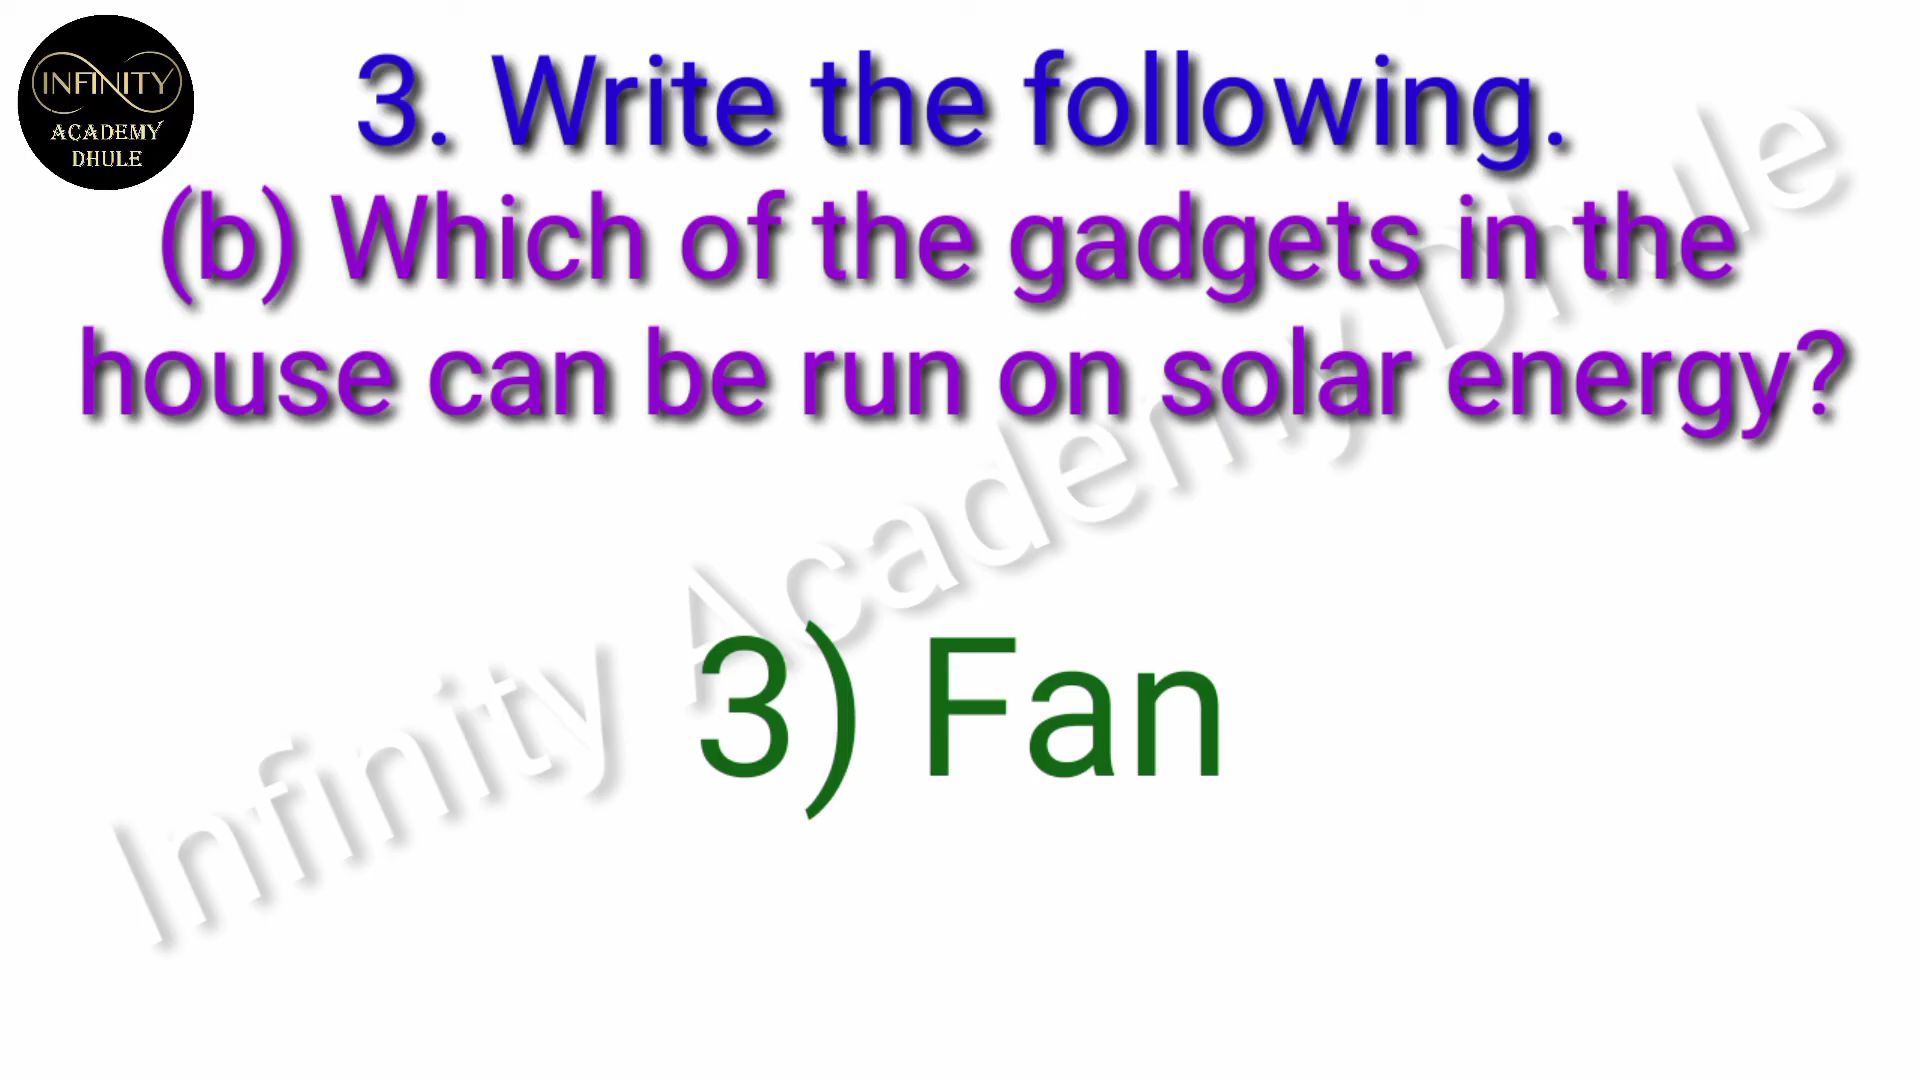 INFINITY
ACADEMY
DHULE
3. Write the following.
(b) Which of the gadgets in the
house can be run on solar energy?
3) Fan
Infinity Academy Dhule